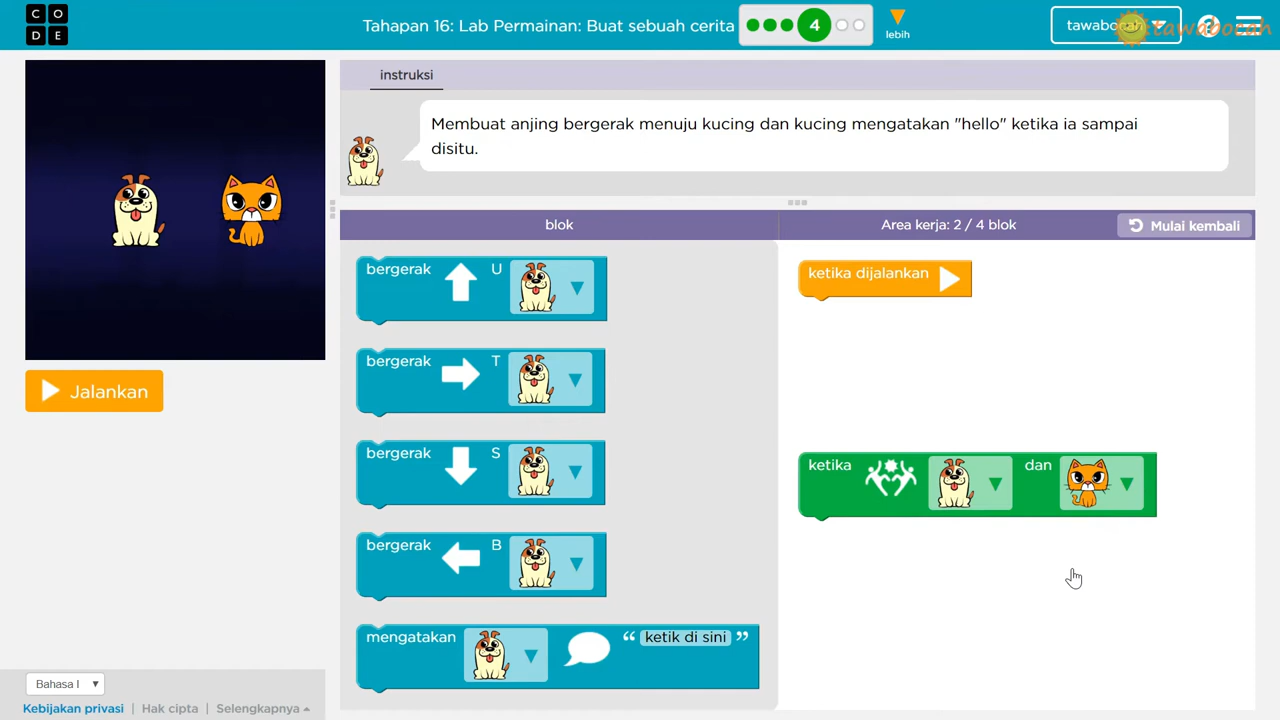 C O
D E
Tahapan 16: Lab Permainan: Buat sebuah cerita
4
lebih
tawabocah
?
tawabocah
instruksi
Membuat anjing bergerak menuju kucing dan kucing mengatakan "hello" ketika ia sampai
disitu.
blok
Area kerja: 2 / 4 blok
Mulai kembali
bergerak U
bergerak T
bergerak S
bergerak B
mengatakan “ ketik di sini ”
ketika dijalankan
ketika dan
Jalankan
Bahasa I
Kebijakan privasi | Hak cipta | Selengkapnya